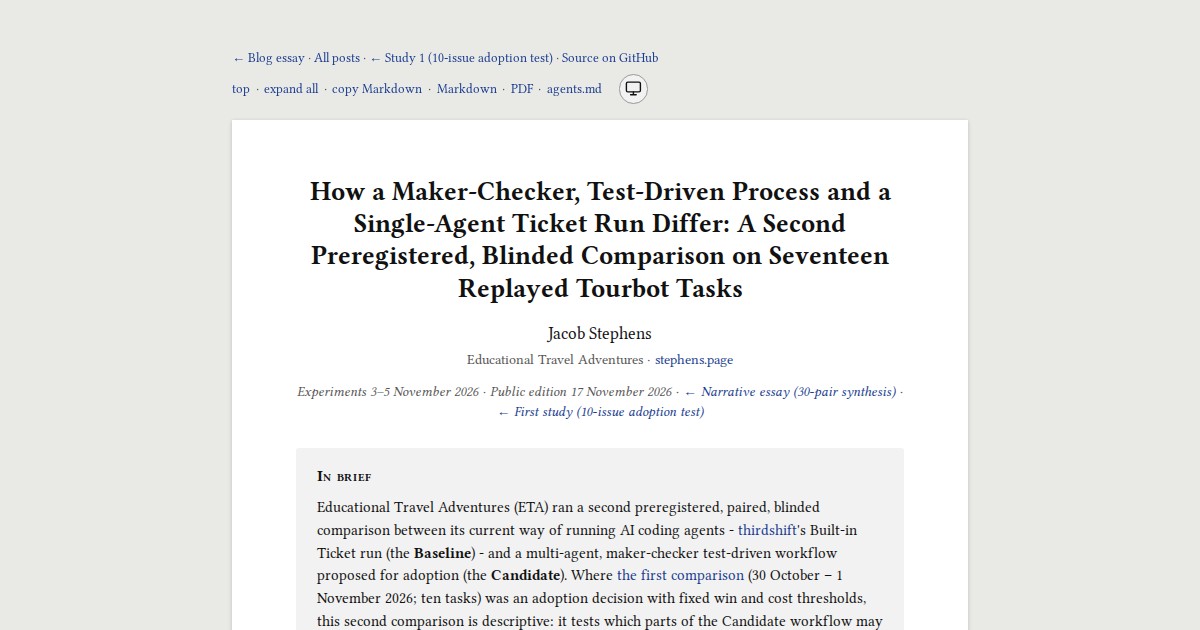 ← Blog essay · All posts · ← Study 1 (10-issue adoption test) · Source on GitHub
top · expand all · copy Markdown · Markdown · PDF · agents.md
How a Maker-Checker, Test-Driven Process and a
Single-Agent Ticket Run Differ: A Second
Preregistered, Blinded Comparison on Seventeen
Replayed Tourbot Tasks
Jacob Stephens
Educational Travel Adventures · stephens.page
Experiments 3–5 November 2026 · Public edition 17 November 2026 · ← Narrative essay (30-pair synthesis) ·
← First study (10-issue adoption test)
In brief
Educational Travel Adventures (ETA) ran a second preregistered, paired, blinded
comparison between its current way of running AI coding agents - thirdshift's Built-in
Ticket run (the Baseline) - and a multi-agent, maker-checker test-driven workflow
proposed for adoption (the Candidate). Where the first comparison (30 October – 1
November 2026; ten tasks) was an adoption decision with fixed win and cost thresholds,
this second comparison is descriptive: it tests which parts of the Candidate workflow may